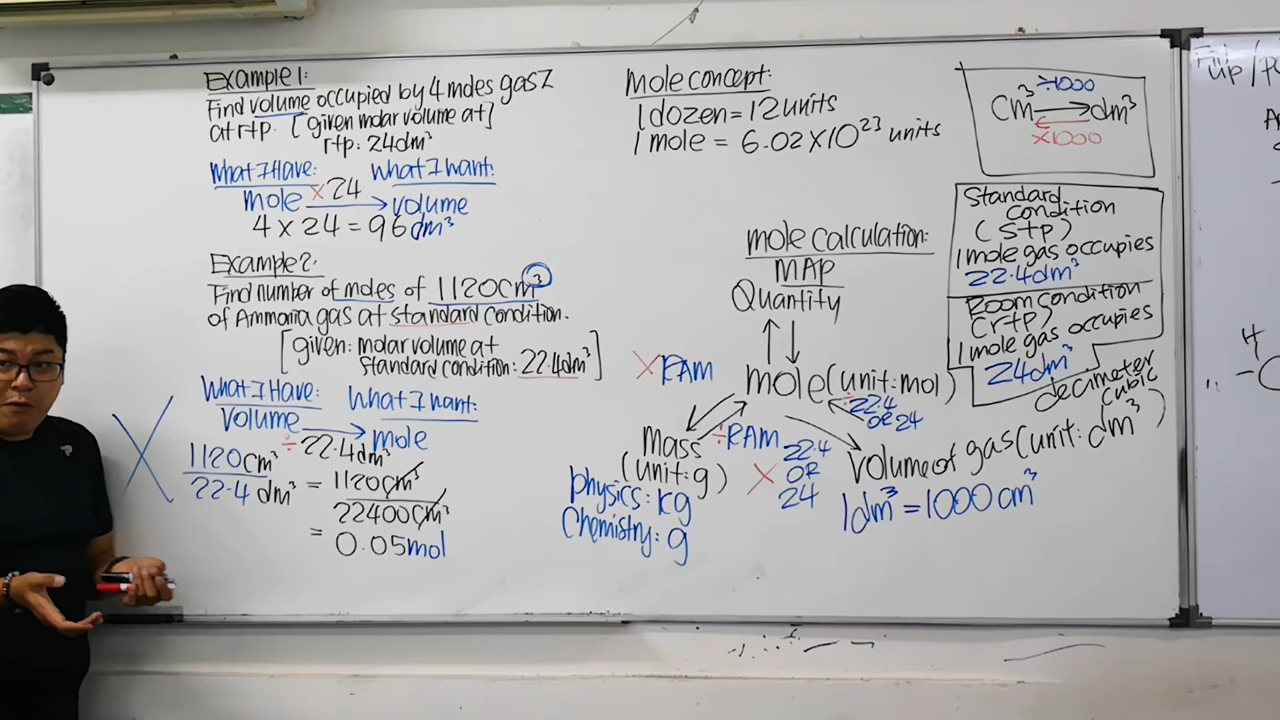 Example 1:
Find volume occupied by 4 moles gas Z
at rtp. [given molar volume at]
rtp: 24dm³
What I Have: What I want:
mole ×24 volume
4 × 24 = 96dm³
Example 2:
Find number of moles of 1120cm³
of Ammonia gas at standard condition.
[given: molar volume at
standard condition: 22.4dm³]
What I Have: What I want:
Volume → mole
÷ 22.4dm³
1120cm³ / 22.4 dm³ = 1120cm³ / 22400cm³
= 0.05mol
mole concept:
1 dozen = 12 units
1 mole = 6.02 × 10²³ units
mole calculation:
MAP
Quantity
mole (unit: mol)
×RAM
÷RAM
÷22.4
OR 24
Mass
(unit: g)
physics: kg
Chemistry: g
22.4
× OR
24
Volume of gas (unit: dm³)
decimeter
cubic
1dm³ = 1000 cm³
÷1000
cm³ → dm³
×1000
Standard
condition
(stp)
1 mole gas occupies
22.4dm³
Room condition
(rtp)
1 mole gas occupies
24dm³
up /
H